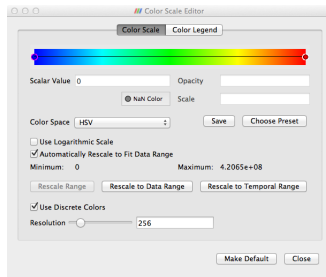 Color Scale Editor
Color Scale Color Legend
Scalar Value 0 Opacity
NaN Color Scale
Color Space HSV Save Choose Preset
Use Logarithmic Scale
Automatically Rescale to Fit Data Range
Minimum: 0 Maximum: 4.2065e+08
Rescale Range Rescale to Data Range Rescale to Temporal Range
Use Discrete Colors
Resolution 256
Make Default Close